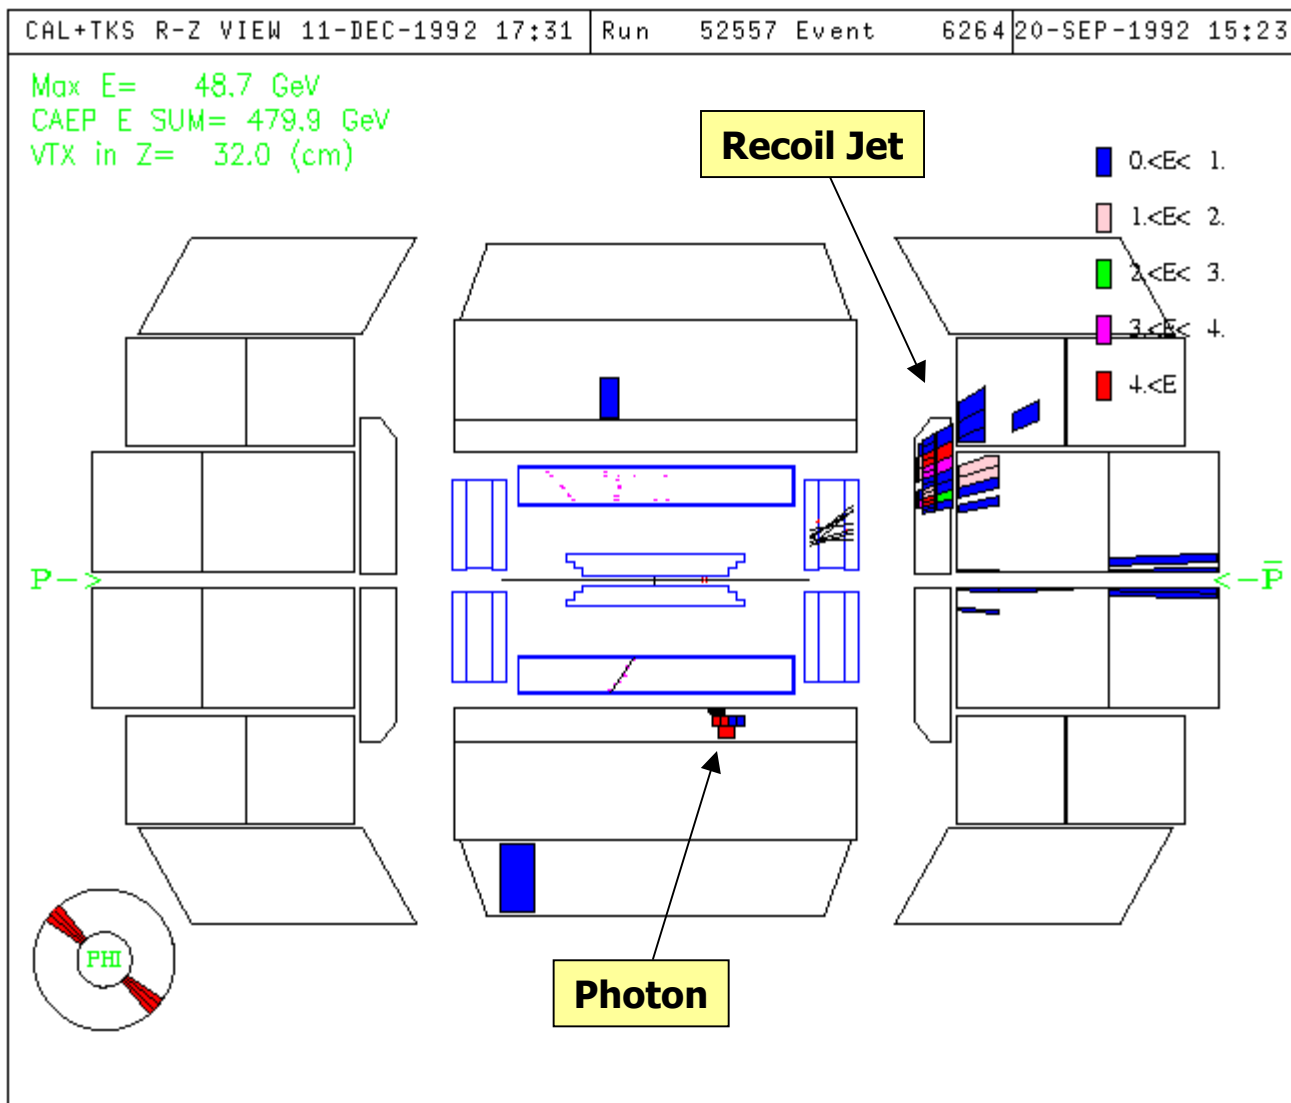 CAL+TKS R-Z VIEW 11-DEC-1992 17:31 Run 52557 Event 6264 20-SEP-1992 15:23
Max E= 48.7 GeV
CAEP E SUM= 479.9 GeV
VTX in Z= 32.0 (cm)
Recoil Jet
0.<E< 1.
1.<E< 2.
2.<E< 3.
3.<E< 4.
4.<E
P->
<-P̄
PHI
Photon